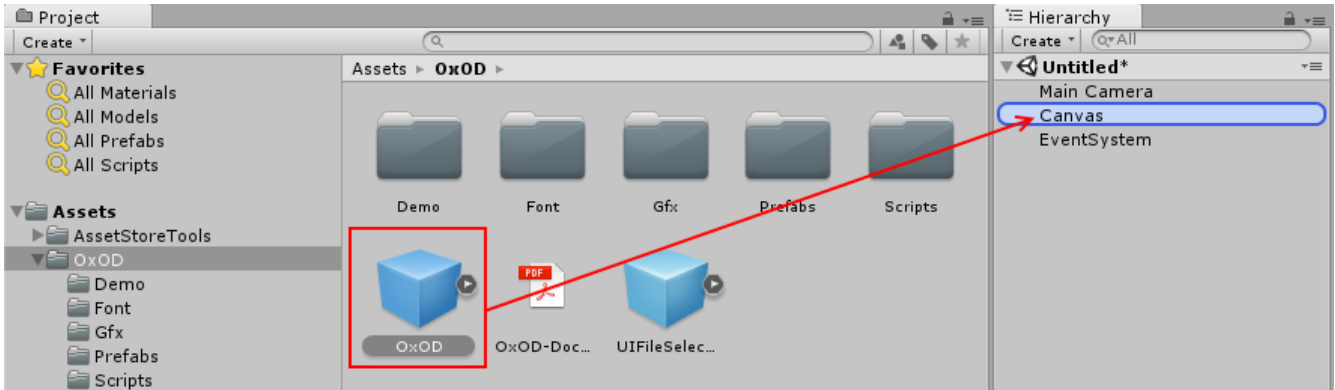 Project
Create
Favorites
All Materials
All Models
All Prefabs
All Scripts
Assets
AssetStoreTools
OxOD
Demo
Font
Gfx
Prefabs
Scripts
Assets OxOD
Demo Font Gfx Prefabs Scripts
PDF
OxOD OxOD-Doc... UIFileSelec...
Hierarchy
Create All
Untitled*
Main Camera
Canvas
EventSystem